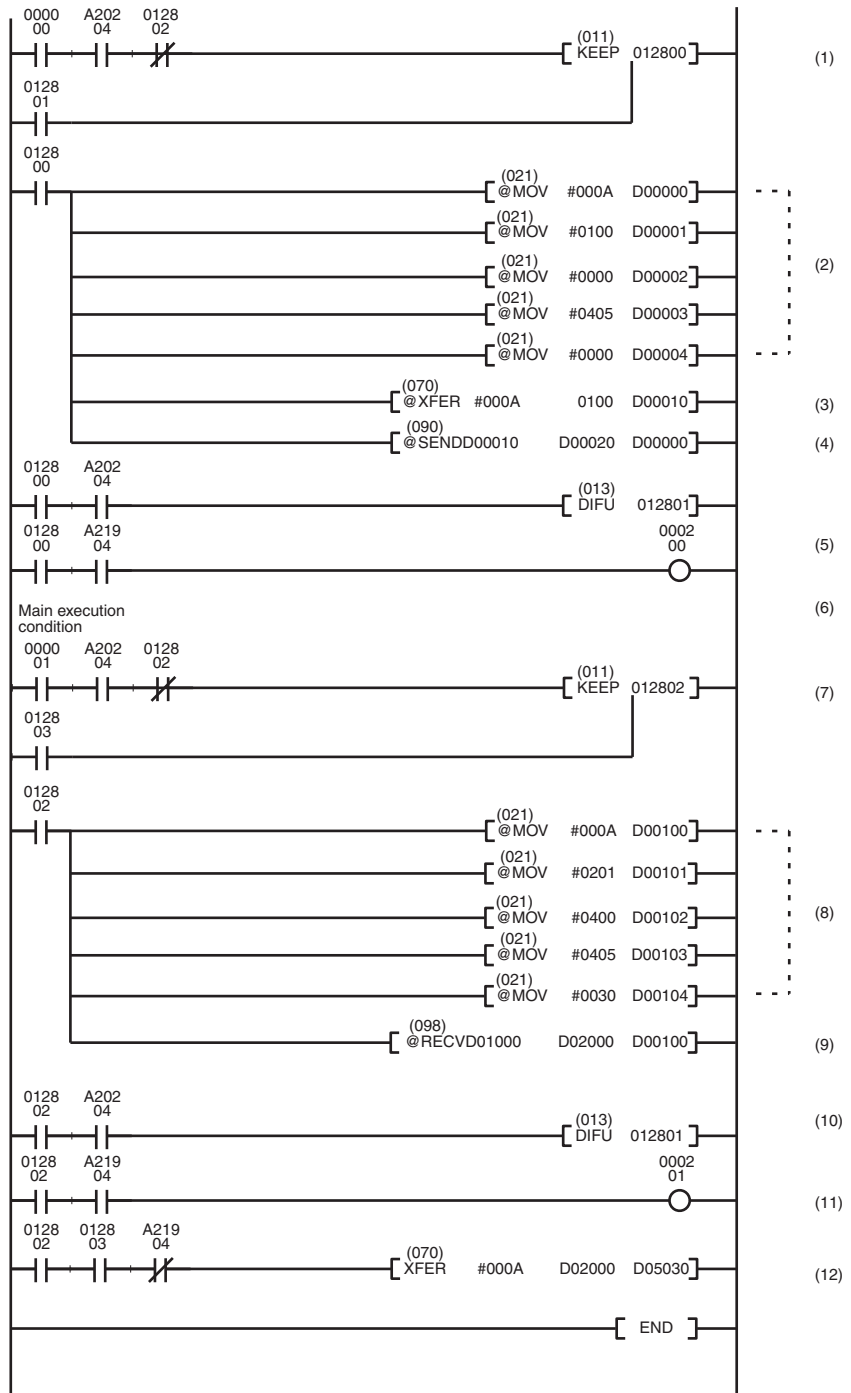 0000 A202 0128
00 04 02
(011)
KEEP 012800
(1)
0128
01
0128
00
(021)
@MOV #000A D00000
(021)
@MOV #0100 D00001
(2)
(021)
@MOV #0000 D00002
(021)
@MOV #0405 D00003
(021)
@MOV #0000 D00004
(070)
@XFER #000A 0100 D00010
(3)
(090)
@SENDD00010 D00020 D00000
(4)
0128 A202
00 04
(013)
DIFU 012801
0128 A219
00 04
0002
00
(5)
Main execution
condition
(6)
0000 A202 0128
01 04 02
(011)
KEEP 012802
(7)
0128
03
0128
02
(021)
@MOV #000A D00100
(021)
@MOV #0201 D00101
(8)
(021)
@MOV #0400 D00102
(021)
@MOV #0405 D00103
(021)
@MOV #0030 D00104
(098)
@RECVD01000 D02000 D00100
(9)
0128 A202
02 04
(013)
DIFU 012801
(10)
0128 A219
02 04
0002
01
(11)
0128 0128 A219
02 03 04
(070)
XFER #000A D02000 D05030
(12)
END